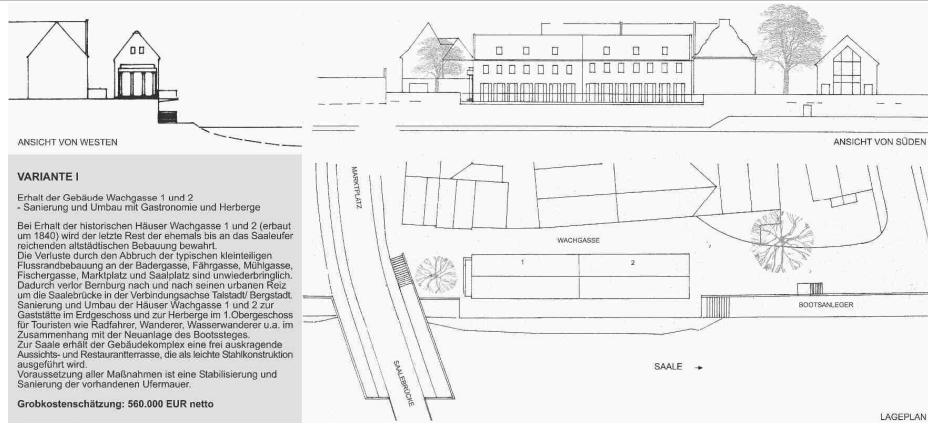 ANSICHT VON WESTEN
ANSICHT VON SÜDEN
VARIANTE I
Erhalt der Gebäude Wachgasse 1 und 2
- Sanierung und Umbau mit Gastronomie und Herberge
Bei Erhalt der historischen Häuser Wachgasse 1 und 2 (erbaut
um 1840) wird der letzte Rest der ehemals bis an das Saaleufer
reichenden altstädtischen Bebauung bewahrt.
Die Verluste durch den Abbruch der typischen kleinteiligen
Flussrandbebauung an der Badergasse, Fährgasse, Mühlgasse,
Fischergasse, Marktplatz und Saalplatz sind unwiederbringlich.
Dadurch verlor Bernburg nach und nach seinen urbanen Reiz
um die Saalebrücke in der Verbindungsachse Talstadt/ Bergstadt.
Sanierung und Umbau der Häuser Wachgasse 1 und 2 zur
Gaststätte im Erdgeschoss und zur Herberge im 1.Obergeschoss
für Touristen wie Radfahrer, Wanderer, Wasserwanderer u.a. im
Zusammenhang mit der Neuanlage des Bootssteges.
Zur Saale erhält der Gebäudekomplex eine frei auskragende
Aussichts- und Restaurantterrasse, die als leichte Stahlkonstruktion
ausgeführt wird.
Voraussetzung aller Maßnahmen ist eine Stabilisierung und
Sanierung der vorhandenen Ufermauer.
Grobkostenschätzung: 560.000 EUR netto
MARKTPLATZ
WACHGASSE
1
2
BOOTSANLEGER
SAALEBRÜCKE
SAALE →
LAGEPLAN